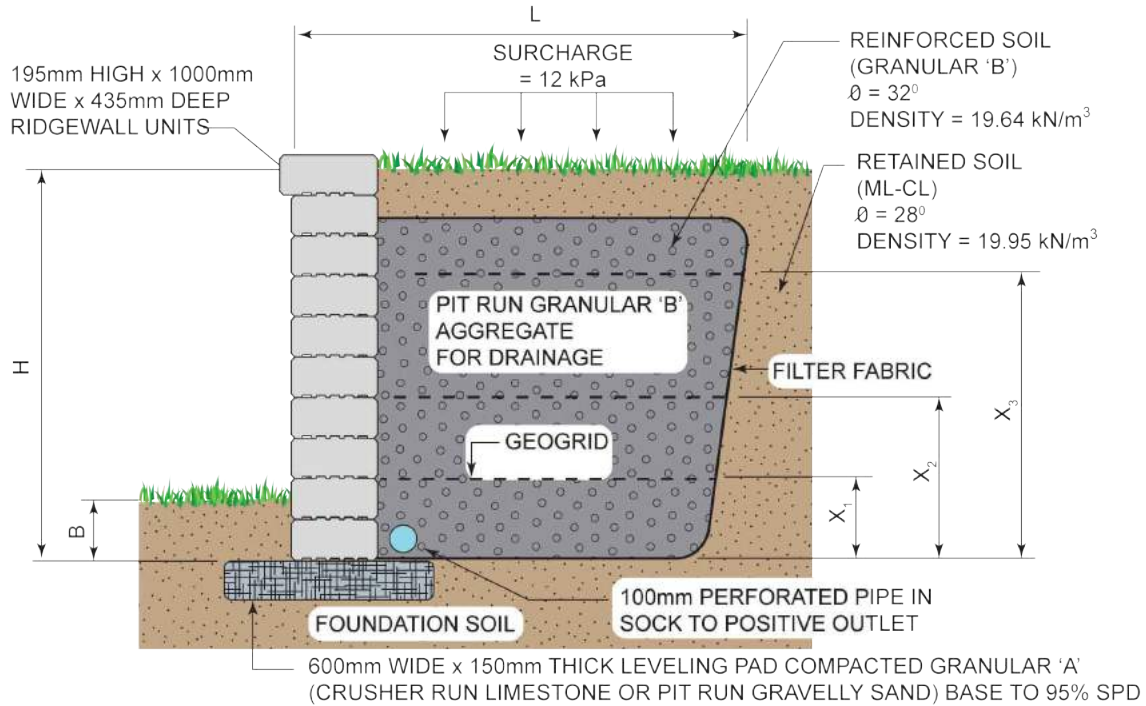 L
SURCHARGE
= 12 kPa
195mm HIGH x 1000mm
WIDE x 435mm DEEP
RIDGEWALL UNITS
REINFORCED SOIL
(GRANULAR ‘B’)
Ø = 32⁰
DENSITY = 19.64 kN/m³
RETAINED SOIL
(ML-CL)
Ø = 28⁰
DENSITY = 19.95 kN/m³
H
PIT RUN GRANULAR ‘B’
AGGREGATE
FOR DRAINAGE
FILTER FABRIC
X₃
GEOGRID
X₂
X₁
B
100mm PERFORATED PIPE IN
SOCK TO POSITIVE OUTLET
FOUNDATION SOIL
600mm WIDE x 150mm THICK LEVELING PAD COMPACTED GRANULAR ‘A’
(CRUSHER RUN LIMESTONE OR PIT RUN GRAVELLY SAND) BASE TO 95% SPD